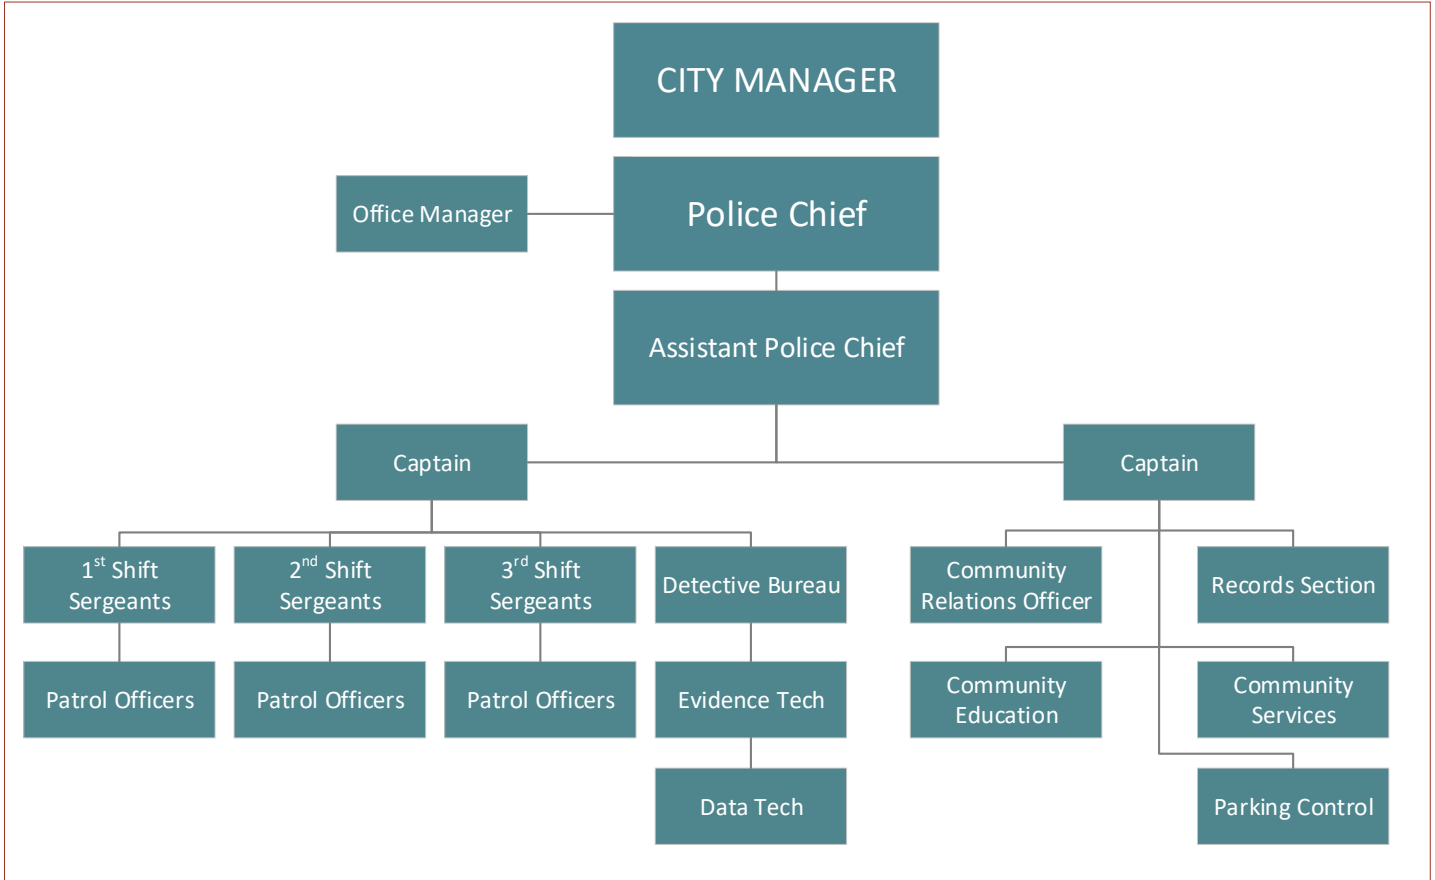 CITY MANAGER
Office Manager
Police Chief
Assistant Police Chief
Captain
Captain
1st Shift
Sergeants
2nd Shift
Sergeants
3rd Shift
Sergeants
Detective Bureau
Community
Relations Officer
Records Section
Patrol Officers
Patrol Officers
Patrol Officers
Evidence Tech
Community
Education
Community
Services
Data Tech
Parking Control